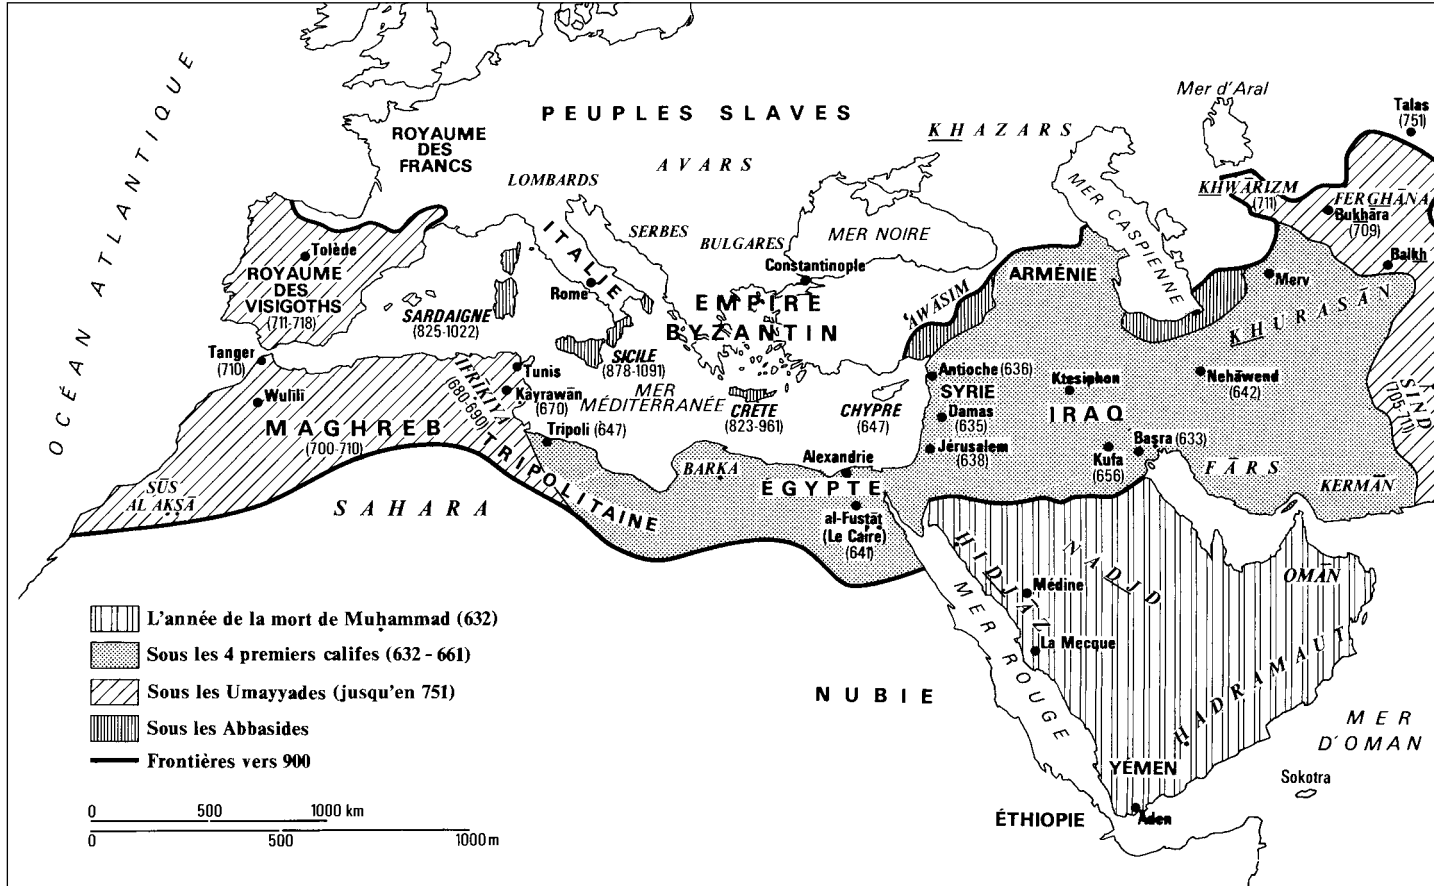 OCÉAN ATLANTIQUE
ROYAUME
DES
FRANCS
PEUPLES SLAVES
AVARS
KHAZARS
Mer d'Aral
Talas
(751)
LOMBARDS
ITALIE
SERBES
BULGARES
MER NOIRE
MER CASPIENNE
KHWĀRIZM
(711)
FERGHĀNA
Bukhāra
(709)
Balkh
Tolède
ROYAUME
DES
VISIGOTHS
(711-718)
SARDAIGNE
(825-1022)
Rome
Constantinople
EMPIRE
BYZANTIN
'AWĀSIM
ARMÉNIE
Merv
KHURASĀN
Tanger
(710)
Wulīlī
IFRĪKIYA
(680-690)
Tunis
Kāyrawān
(670)
SICILE
(878-1091)
MER
MÉDITERRANÉE
CRÈTE
(823-961)
CHYPRE
(647)
Antioche (636)
SYRIE
Damas
(635)
Jérusalem
(638)
Ktesiphon
IRAQ
Nehāwend
(642)
SIND
(705-711)
MAGHREB
(700-710)
Tripoli (647)
TRIPOLITAINE
BARKA
Alexandrie
ÉGYPTE
al-Fusṭāṭ
(Le Caire)
(641)
Kufa
(656)
Baṣra (633)
FĀRS
KERMĀN
SŪS
AL AKṢĀ
SAHARA
HIDJĀZ
NADJD
OMĀN
Médine
La Mecque
MER ROUGE
NUBIE
ḤADRAMAUT
YÉMEN
Aden
ÉTHIOPIE
MER
D'OMAN
Sokotra
L'année de la mort de Muḥammad (632)
Sous les 4 premiers califes (632 - 661)
Sous les Umayyades (jusqu'en 751)
Sous les Abbasides
Frontières vers 900
0 500 1000 km
0 500 1000 m